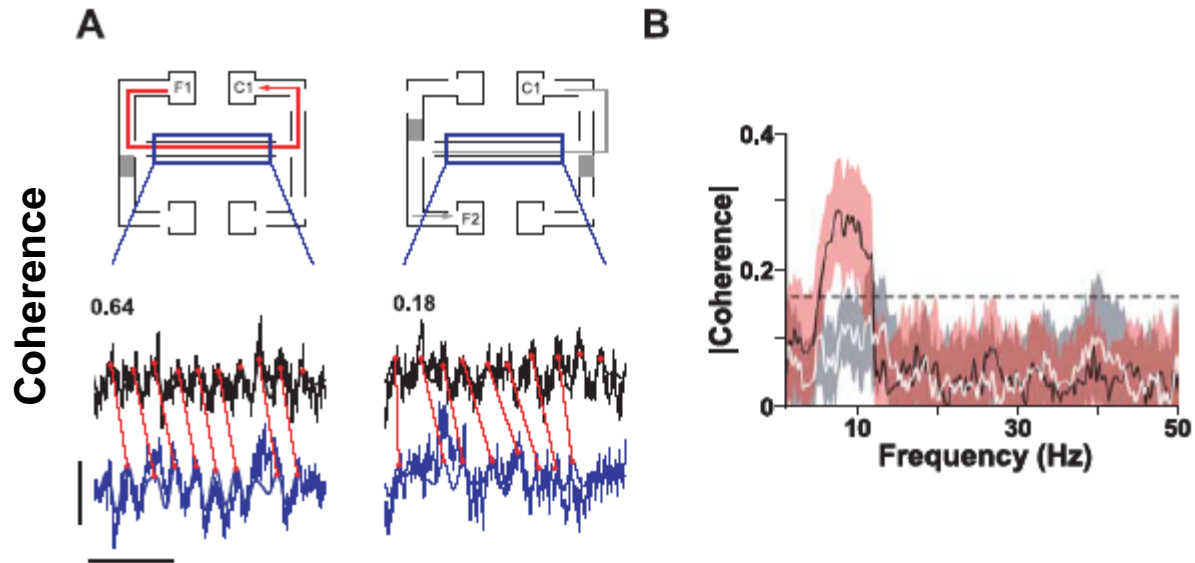 A
B
F1
C1
C1
F2
Coherence
0.64
0.18
|Coherence|
0.4
0.2
0
10
30
50
Frequency (Hz)